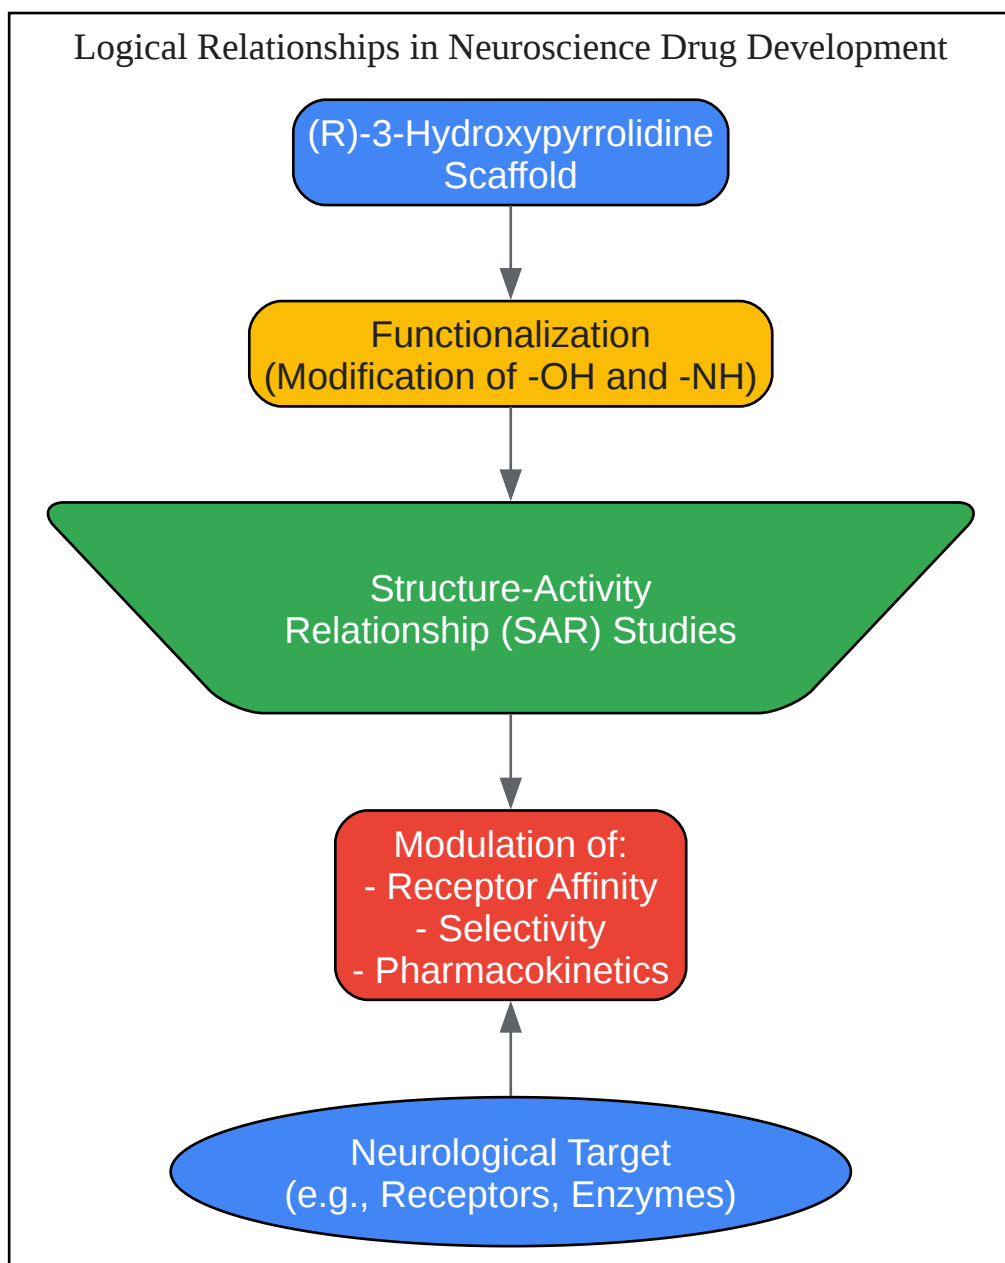 Logical Relationships in Neuroscience Drug Development
(R)-3-Hydroxypyrrolidine
Scaffold
Functionalization
(Modification of -OH and -NH)
Structure-Activity
Relationship (SAR) Studies
Modulation of:
- Receptor Affinity
- Selectivity
- Pharmacokinetics
Neurological Target
(e.g., Receptors, Enzymes)